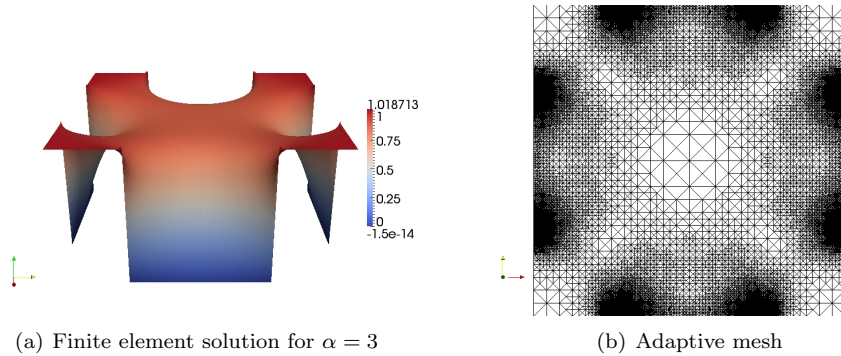 1.018713
1
0.75
0.5
0.25
0
-1.5e-14
(a) Finite element solution for α = 3
(b) Adaptive mesh